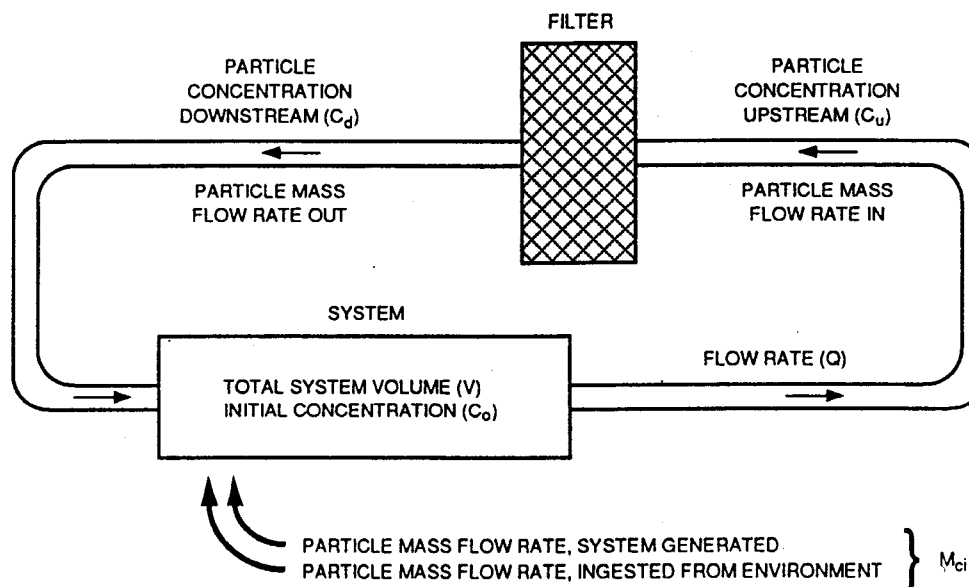 FILTER
PARTICLE
CONCENTRATION
DOWNSTREAM (Cd)
PARTICLE
CONCENTRATION
UPSTREAM (Cu)
PARTICLE MASS
FLOW RATE OUT
PARTICLE MASS
FLOW RATE IN
SYSTEM
FLOW RATE (Q)
TOTAL SYSTEM VOLUME (V)
INITIAL CONCENTRATION (Co)
PARTICLE MASS FLOW RATE, SYSTEM GENERATED
PARTICLE MASS FLOW RATE, INGESTED FROM ENVIRONMENT
Mci